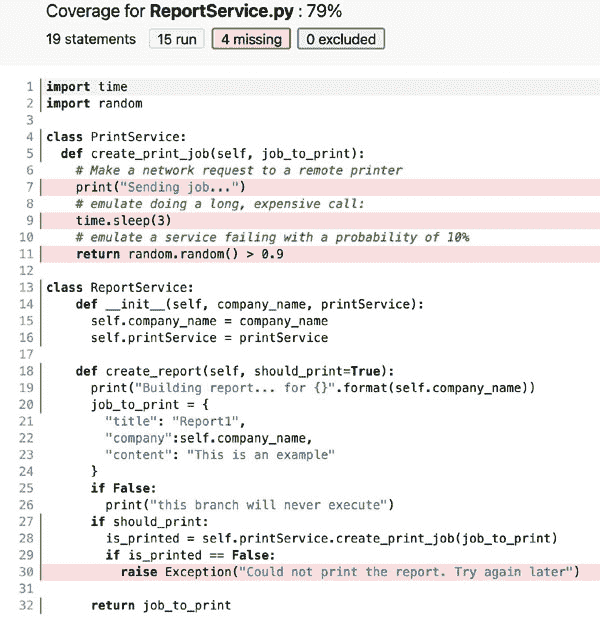 Coverage for ReportService.py : 79%
19 statements 15 run 4 missing 0 excluded
1 import time
2 import random
3
4 class PrintService:
5   def create_print_job(self, job_to_print):
6     # Make a network request to a remote printer
7     print("Sending job...")
8     # emulate doing a long, expensive call:
9     time.sleep(3)
10     # emulate a service failing with a probability of 10%
11     return random.random() > 0.9
12
13 class ReportService:
14     def __init__(self, company_name, printService):
15       self.company_name = company_name
16       self.printService = printService
17
18     def create_report(self, should_print=True):
19       print("Building report... for {}".format(self.company_name))
20       job_to_print = {
21         "title": "Report1",
22         "company":self.company_name,
23         "content": "This is an example"
24       }
25       if False:
26         print("this branch will never execute")
27       if should_print:
28         is_printed = self.printService.create_print_job(job_to_print)
29         if is_printed == False:
30           raise Exception("Could not print the report. Try again later")
31
32       return job_to_print